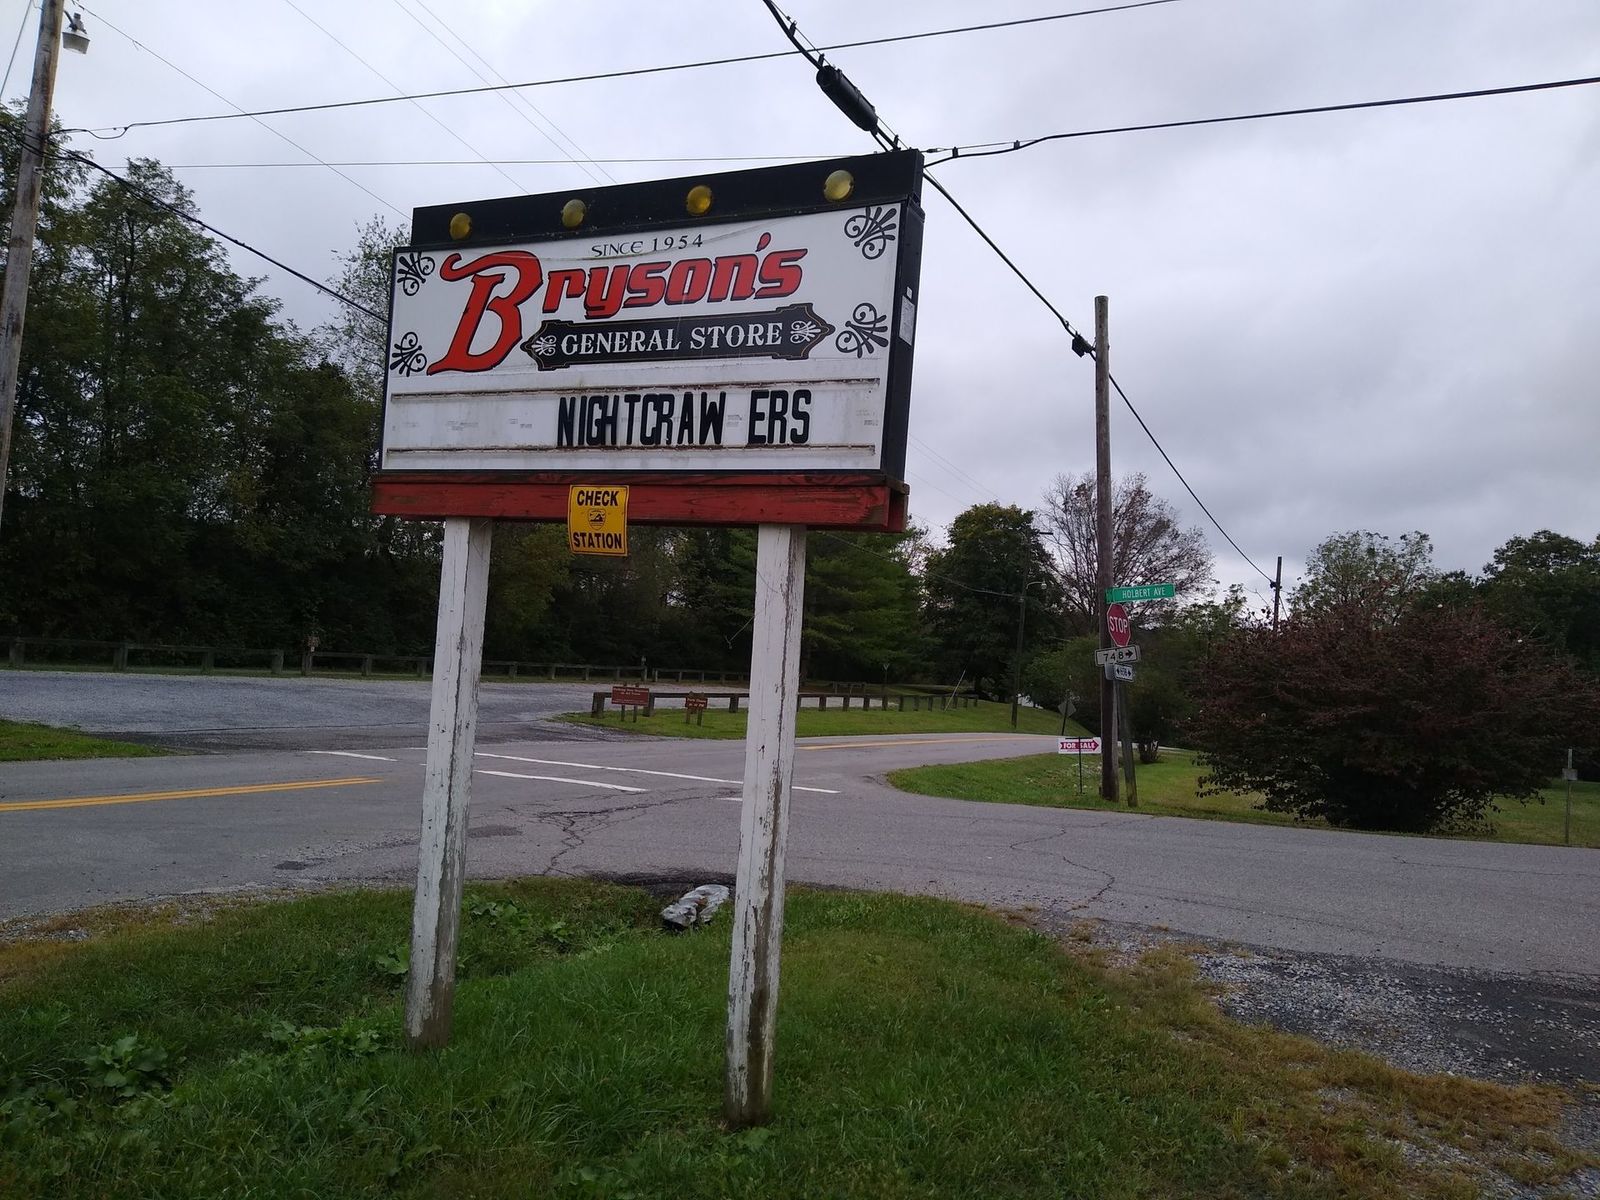 SINCE 1954
Bryson's
GENERAL STORE
NIGHTCRAW ERS
CHECK
STATION
HOLBERT AVE
STOP
748
FOR SALE